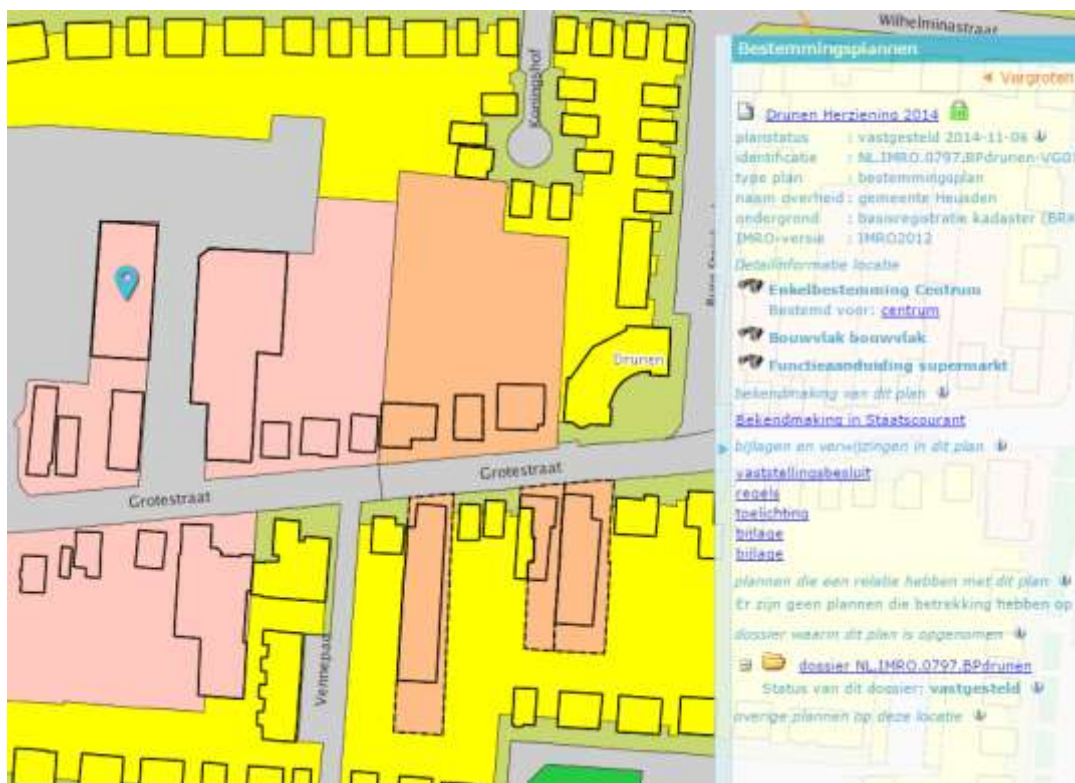 Wilhelminastraat
Koningshof
Drunen
Grotestraat
Grotestraat
Vennepad
Bestemmingsplannen
Vergroten
Drunen Herziening 2014
planstatus : vastgesteld 2014-11-06
identificatie : NL.IMRO.0797.BPdrunen-VG01
type plan : bestemmingsplan
naam overheid : gemeente Heusden
ondergrond : basisregistratie kadaster (BRK
IMRO-versie : IMRO2012
Detailinformatie locatie
Enkelbestemming Centrum
Bestemd voor: centrum
Bouwvlak bouwvlak
Functieaanduiding supermarkt
bekendmaking van dit plan
Bekendmaking in Staatscourant
bijlagen en verwijzingen in dit plan
vaststellingsbesluit
regels
toelichting
bijlage
bijlage
plannen die een relatie hebben met dit plan
Er zijn geen plannen die betrekking hebben op
dossier waarin dit plan is opgenomen
dossier NL.IMRO.0797.BPdrunen
Status van dit dossier: vastgesteld
overige plannen op deze locatie